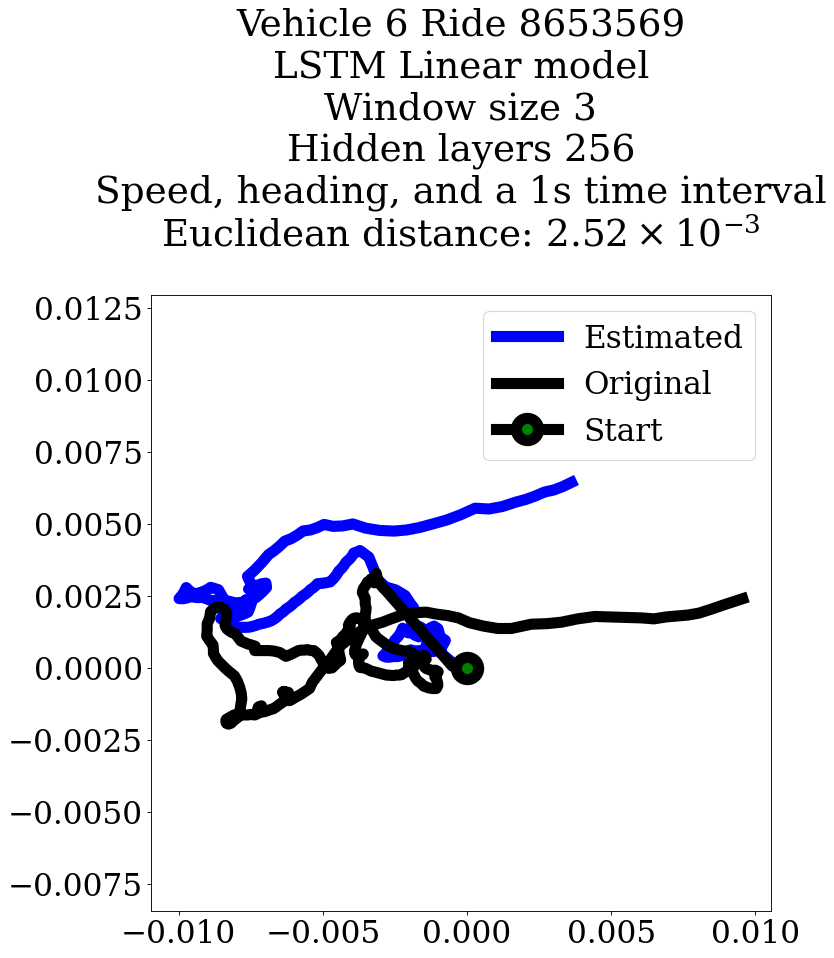 Vehicle 6 Ride 8653569
LSTM Linear model
Window size 3
Hidden layers 256
Speed, heading, and a 1s time interval
Euclidean distance: 2.52 × 10⁻³
Estimated
Original
Start
0.0125
0.0100
0.0075
0.0050
0.0025
0.0000
−0.0025
−0.0050
−0.0075
−0.010 −0.005 0.000 0.005 0.010